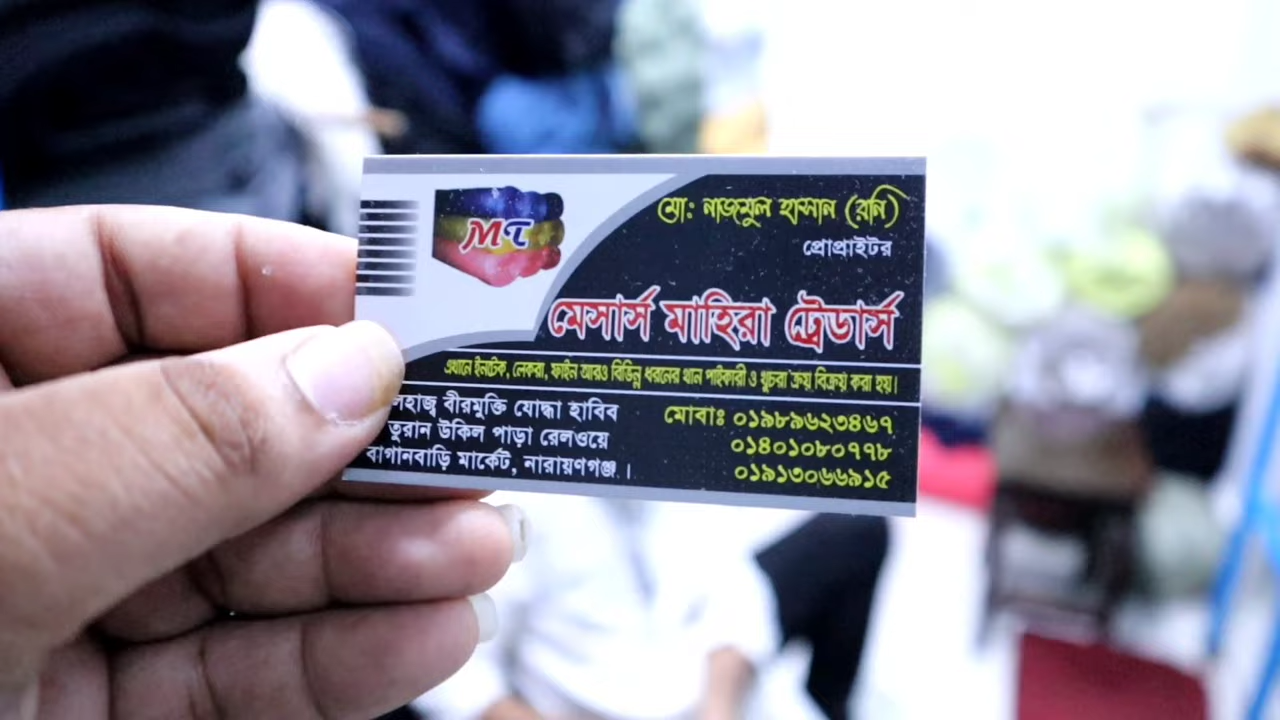 MT
মো: নাজমুল হাসান (রনি)
প্রোপ্রাইটর
মেসার্স মাহিরা ট্রেডার্স
এখানে ইনটেক, লেকরা, ফাইন আরও বিভিন্ন ধরনের থান পাইকারী ও খুচরা ক্রয় বিক্রয় করা হয়।
লহাজ্ব বীরমুক্তি যোদ্ধা হাবিব
তুরান উকিল পাড়া রেলওয়ে
বাগানবাড়ি মার্কেট, নারায়ণগঞ্জ ।
মোবাঃ ০১৯৮৯৬২৩৪৬৭
০১৪০১০৮০৭৭৮
০১৯১৩০৬৬৯১৫